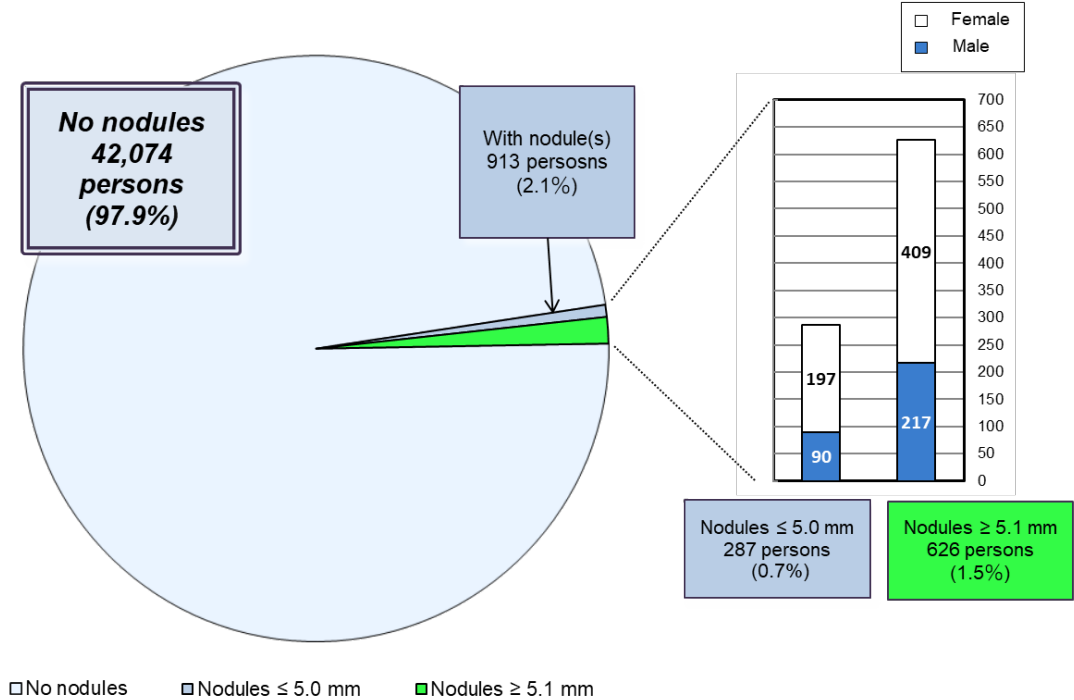 Female
Male
No nodules
42,074
persons
(97.9%)
With nodule(s)
913 persosns
(2.1%)
700
650
600
550
500
450
400
350
300
250
200
150
100
50
0
409
197
217
90
Nodules ≤ 5.0 mm
287 persons
(0.7%)
Nodules ≥ 5.1 mm
626 persons
(1.5%)
No nodules
Nodules ≤ 5.0 mm
Nodules ≥ 5.1 mm